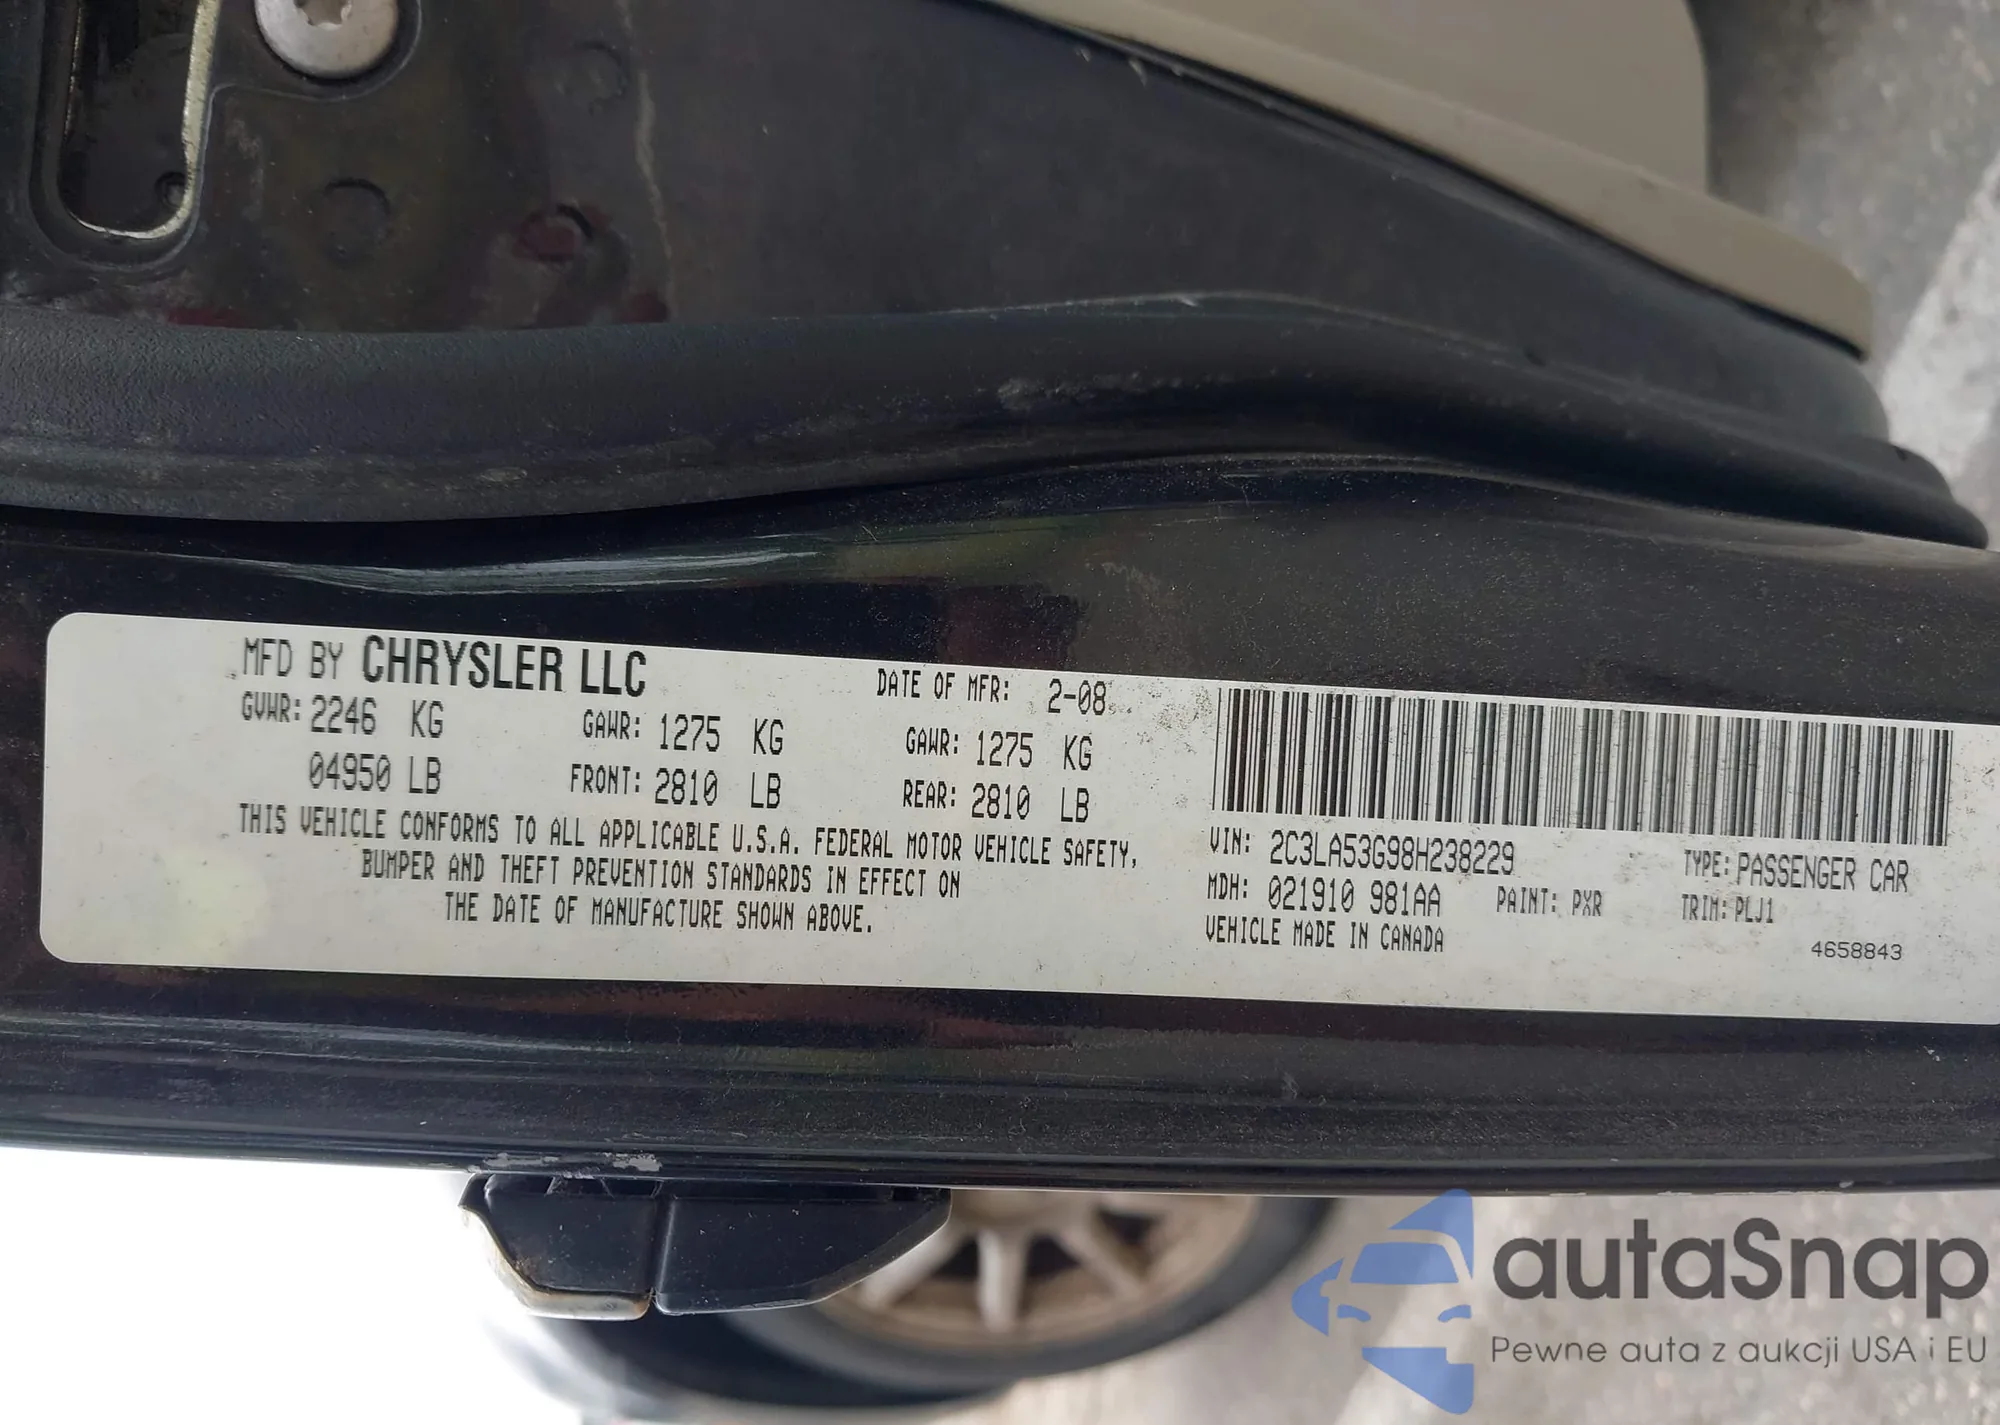 MFD BY CHRYSLER LLC
DATE OF MFR: 2-08
GVWR: 2246 KG
GAWR: 1275 KG
GAWR: 1275 KG
04950 LB
FRONT: 2810 LB
REAR: 2810 LB
THIS VEHICLE CONFORMS TO ALL APPLICABLE U.S.A. FEDERAL MOTOR VEHICLE SAFETY,
BUMPER AND THEFT PREVENTION STANDARDS IN EFFECT ON
THE DATE OF MANUFACTURE SHOWN ABOVE.
VIN: 2C3LA53G98H238229
TYPE: PASSENGER CAR
MDH: 021910 981AA
PAINT: PXR
TRIM: PLJ1
VEHICLE MADE IN CANADA
4658843
autaSnap
Pewne auta z aukcji USA i EU